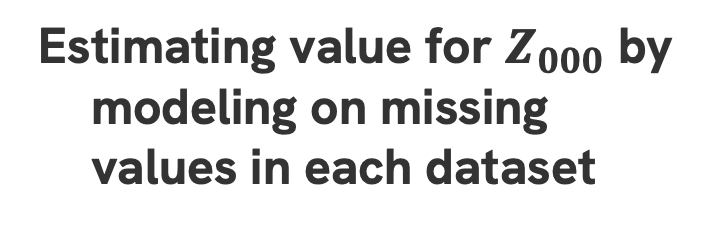 Estimating value for Z₀₀₀ by
modeling on missing
values in each dataset